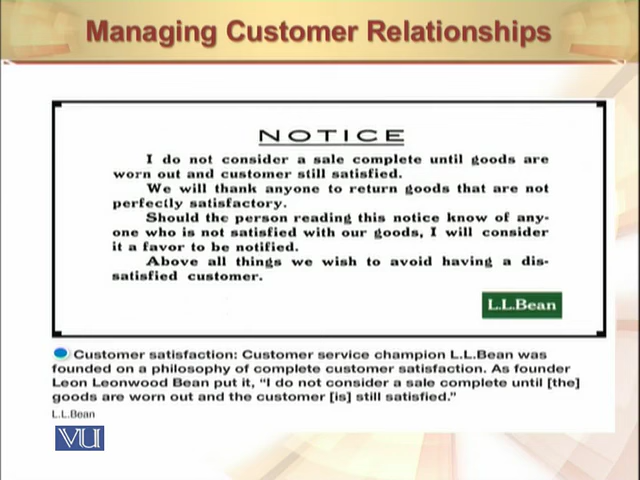 Managing Customer Relationships
NOTICE
I do not consider a sale complete until goods are
worn out and customer still satisfied.
We will thank anyone to return goods that are not
perfectly satisfactory.
Should the person reading this notice know of any-
one who is not satisfied with our goods, I will consider
it a favor to be notified.
Above all things we wish to avoid having a dis-
satisfied customer.
L.L.Bean
Customer satisfaction: Customer service champion L.L.Bean was
founded on a philosophy of complete customer satisfaction. As founder
Leon Leonwood Bean put it, “I do not consider a sale complete until [the]
goods are worn out and the customer [is] still satisfied.”
L.L.Bean
VU